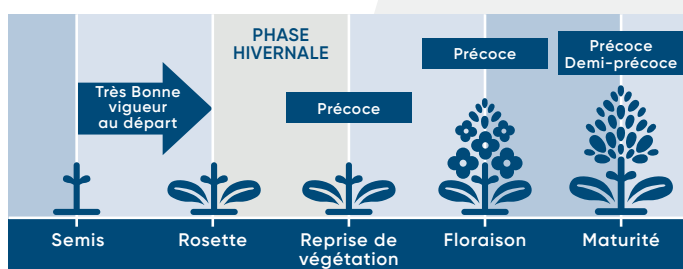 PHASE
HIVERNALE
Très Bonne
vigueur
au départ
Précoce
Précoce
Précoce
Demi-précoce
Semis
Rosette
Reprise de
végétation
Floraison
Maturité